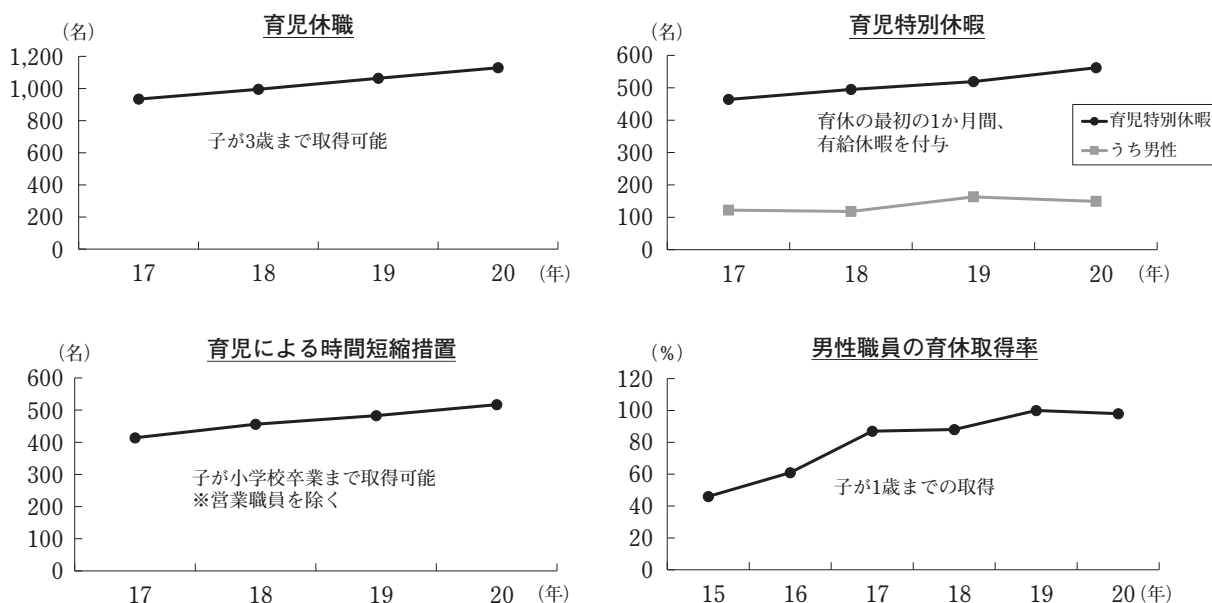 育児休職
(名)
1,200
1,000
800
600
400
200
0
17
18
19
20
(年)
子が3歳まで取得可能
育児特別休暇
(名)
600
500
400
300
200
100
0
17
18
19
20
(年)
育休の最初の1か月間、
有給休暇を付与
育児特別休暇
うち男性
育児による時間短縮措置
(名)
600
500
400
300
200
100
0
17
18
19
20
(年)
子が小学校卒業まで取得可能
※営業職員を除く
男性職員の育休取得率
(%)
120
100
80
60
40
20
0
15
16
17
18
19
20
(年)
子が1歳までの取得